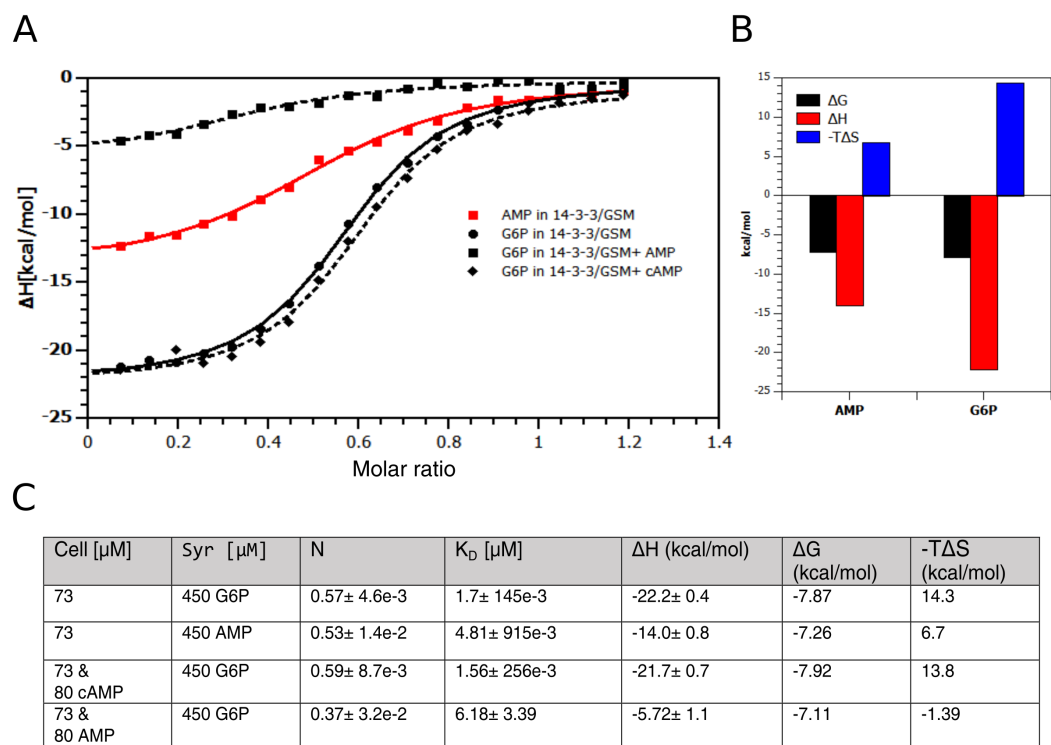 A
0
-5
-10
-15
-20
-25
ΔH[kcal/mol]
0
0.2
0.4
0.6
0.8
1
1.2
1.4
Molar ratio
AMP in 14-3-3/GSM
G6P in 14-3-3/GSM
G6P in 14-3-3/GSM+ AMP
G6P in 14-3-3/GSM+ cAMP
B
15
10
5
0
-5
-10
-15
-20
-25
kcal/mol
ΔG
ΔH
-TΔS
AMP
G6P
C
Cell [µM] Syr [µM] N K_D [µM] ΔH (kcal/mol) ΔG (kcal/mol) -TΔS (kcal/mol)
73 450 G6P 0.57± 4.6e-3 1.7± 145e-3 -22.2± 0.4 -7.87 14.3
73 450 AMP 0.53± 1.4e-2 4.81± 915e-3 -14.0± 0.8 -7.26 6.7
73 & 80 cAMP 450 G6P 0.59± 8.7e-3 1.56± 256e-3 -21.7± 0.7 -7.92 13.8
73 & 80 AMP 450 G6P 0.37± 3.2e-2 6.18± 3.39 -5.72± 1.1 -7.11 -1.39